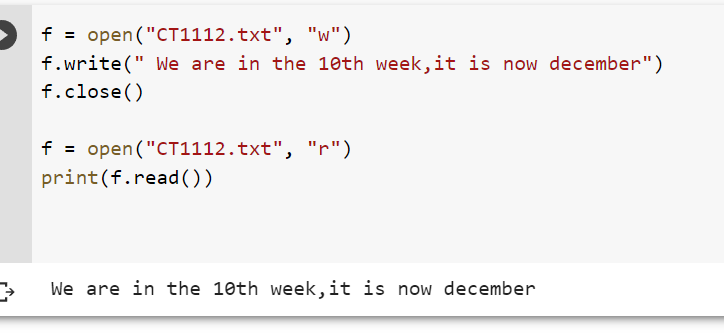 f = open("CT1112.txt", "w")
f.write(" We are in the 10th week,it is now december")
f.close()
f = open("CT1112.txt", "r")
print(f.read())
We are in the 10th week,it is now december